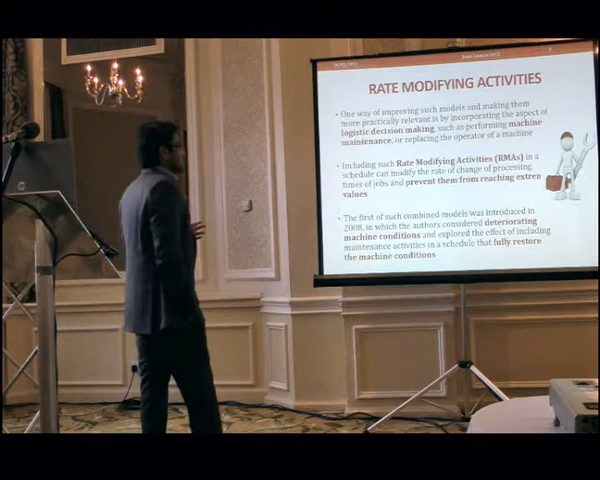 RATE MODIFYING ACTIVITIES
• One way of improving such models and making them
more practically relevant is by incorporating the aspect of
logistic decision making, such as performing machine
maintenance, or replacing the operator of a machine
• Including such Rate Modifying Activities (RMAs) in a
schedule can modify the rate of change of processing
times of jobs and prevent them from reaching extreme
values
• The first of such combined models was introduced in
2008, in which the authors considered deteriorating
machine conditions and explored the effect of including
maintenance activities in a schedule that fully restore
the machine conditions